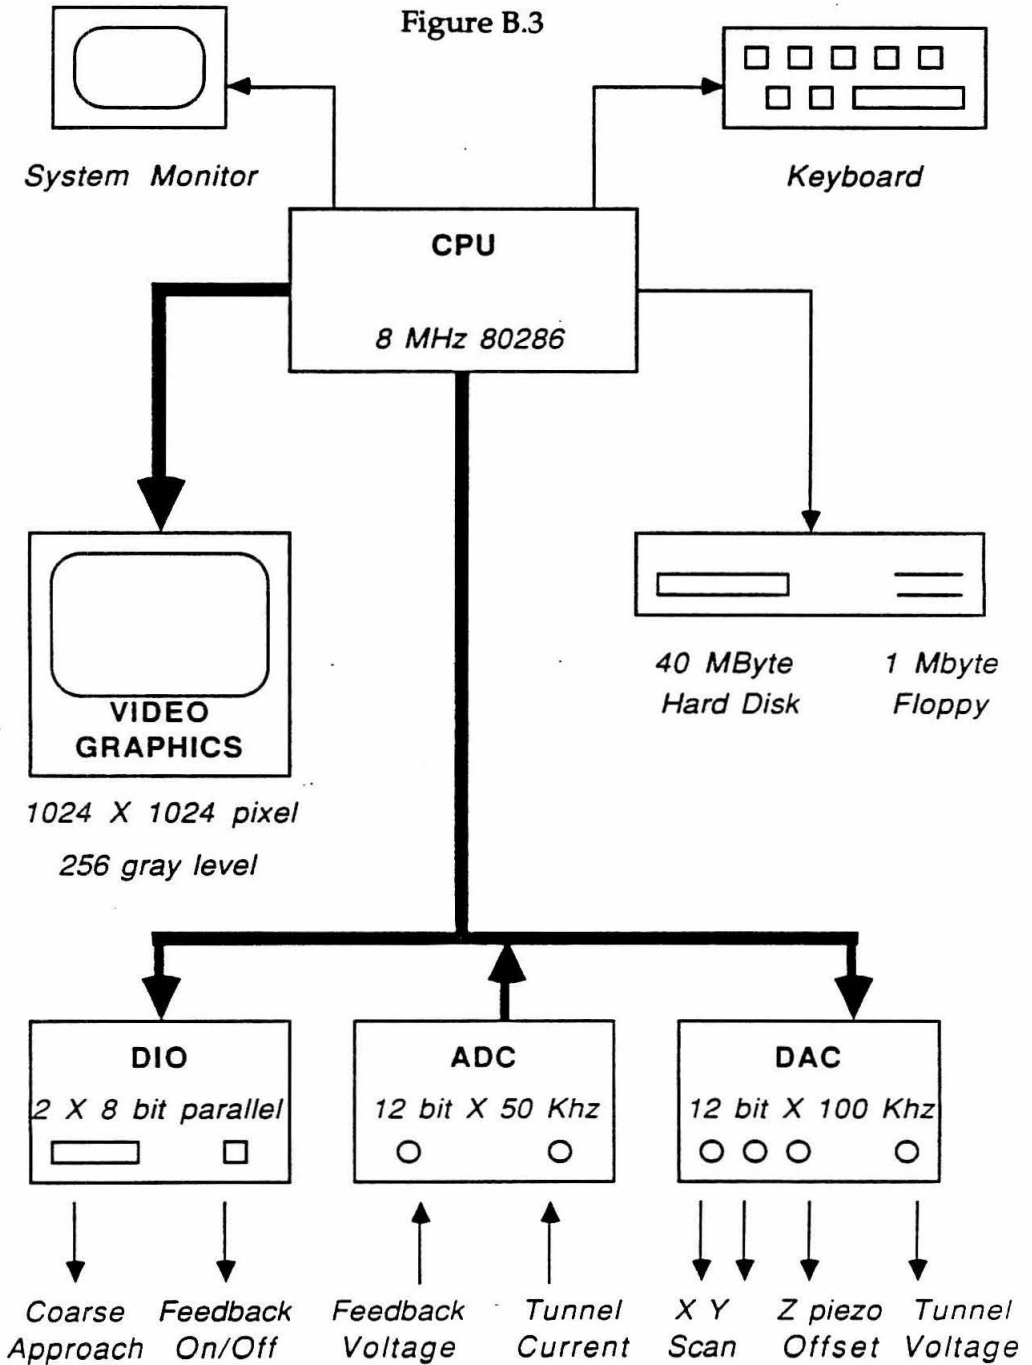 Figure B.3
System Monitor
Keyboard
CPU
8 MHz 80286
40 MByte
Hard Disk
1 Mbyte
Floppy
VIDEO
GRAPHICS
1024 X 1024 pixel
256 gray level
DIO
2 X 8 bit parallel
ADC
12 bit X 50 Khz
DAC
12 bit X 100 Khz
Coarse
Approach
Feedback
On/Off
Feedback
Voltage
Tunnel
Current
X Y
Scan
Z piezo
Offset
Tunnel
Voltage